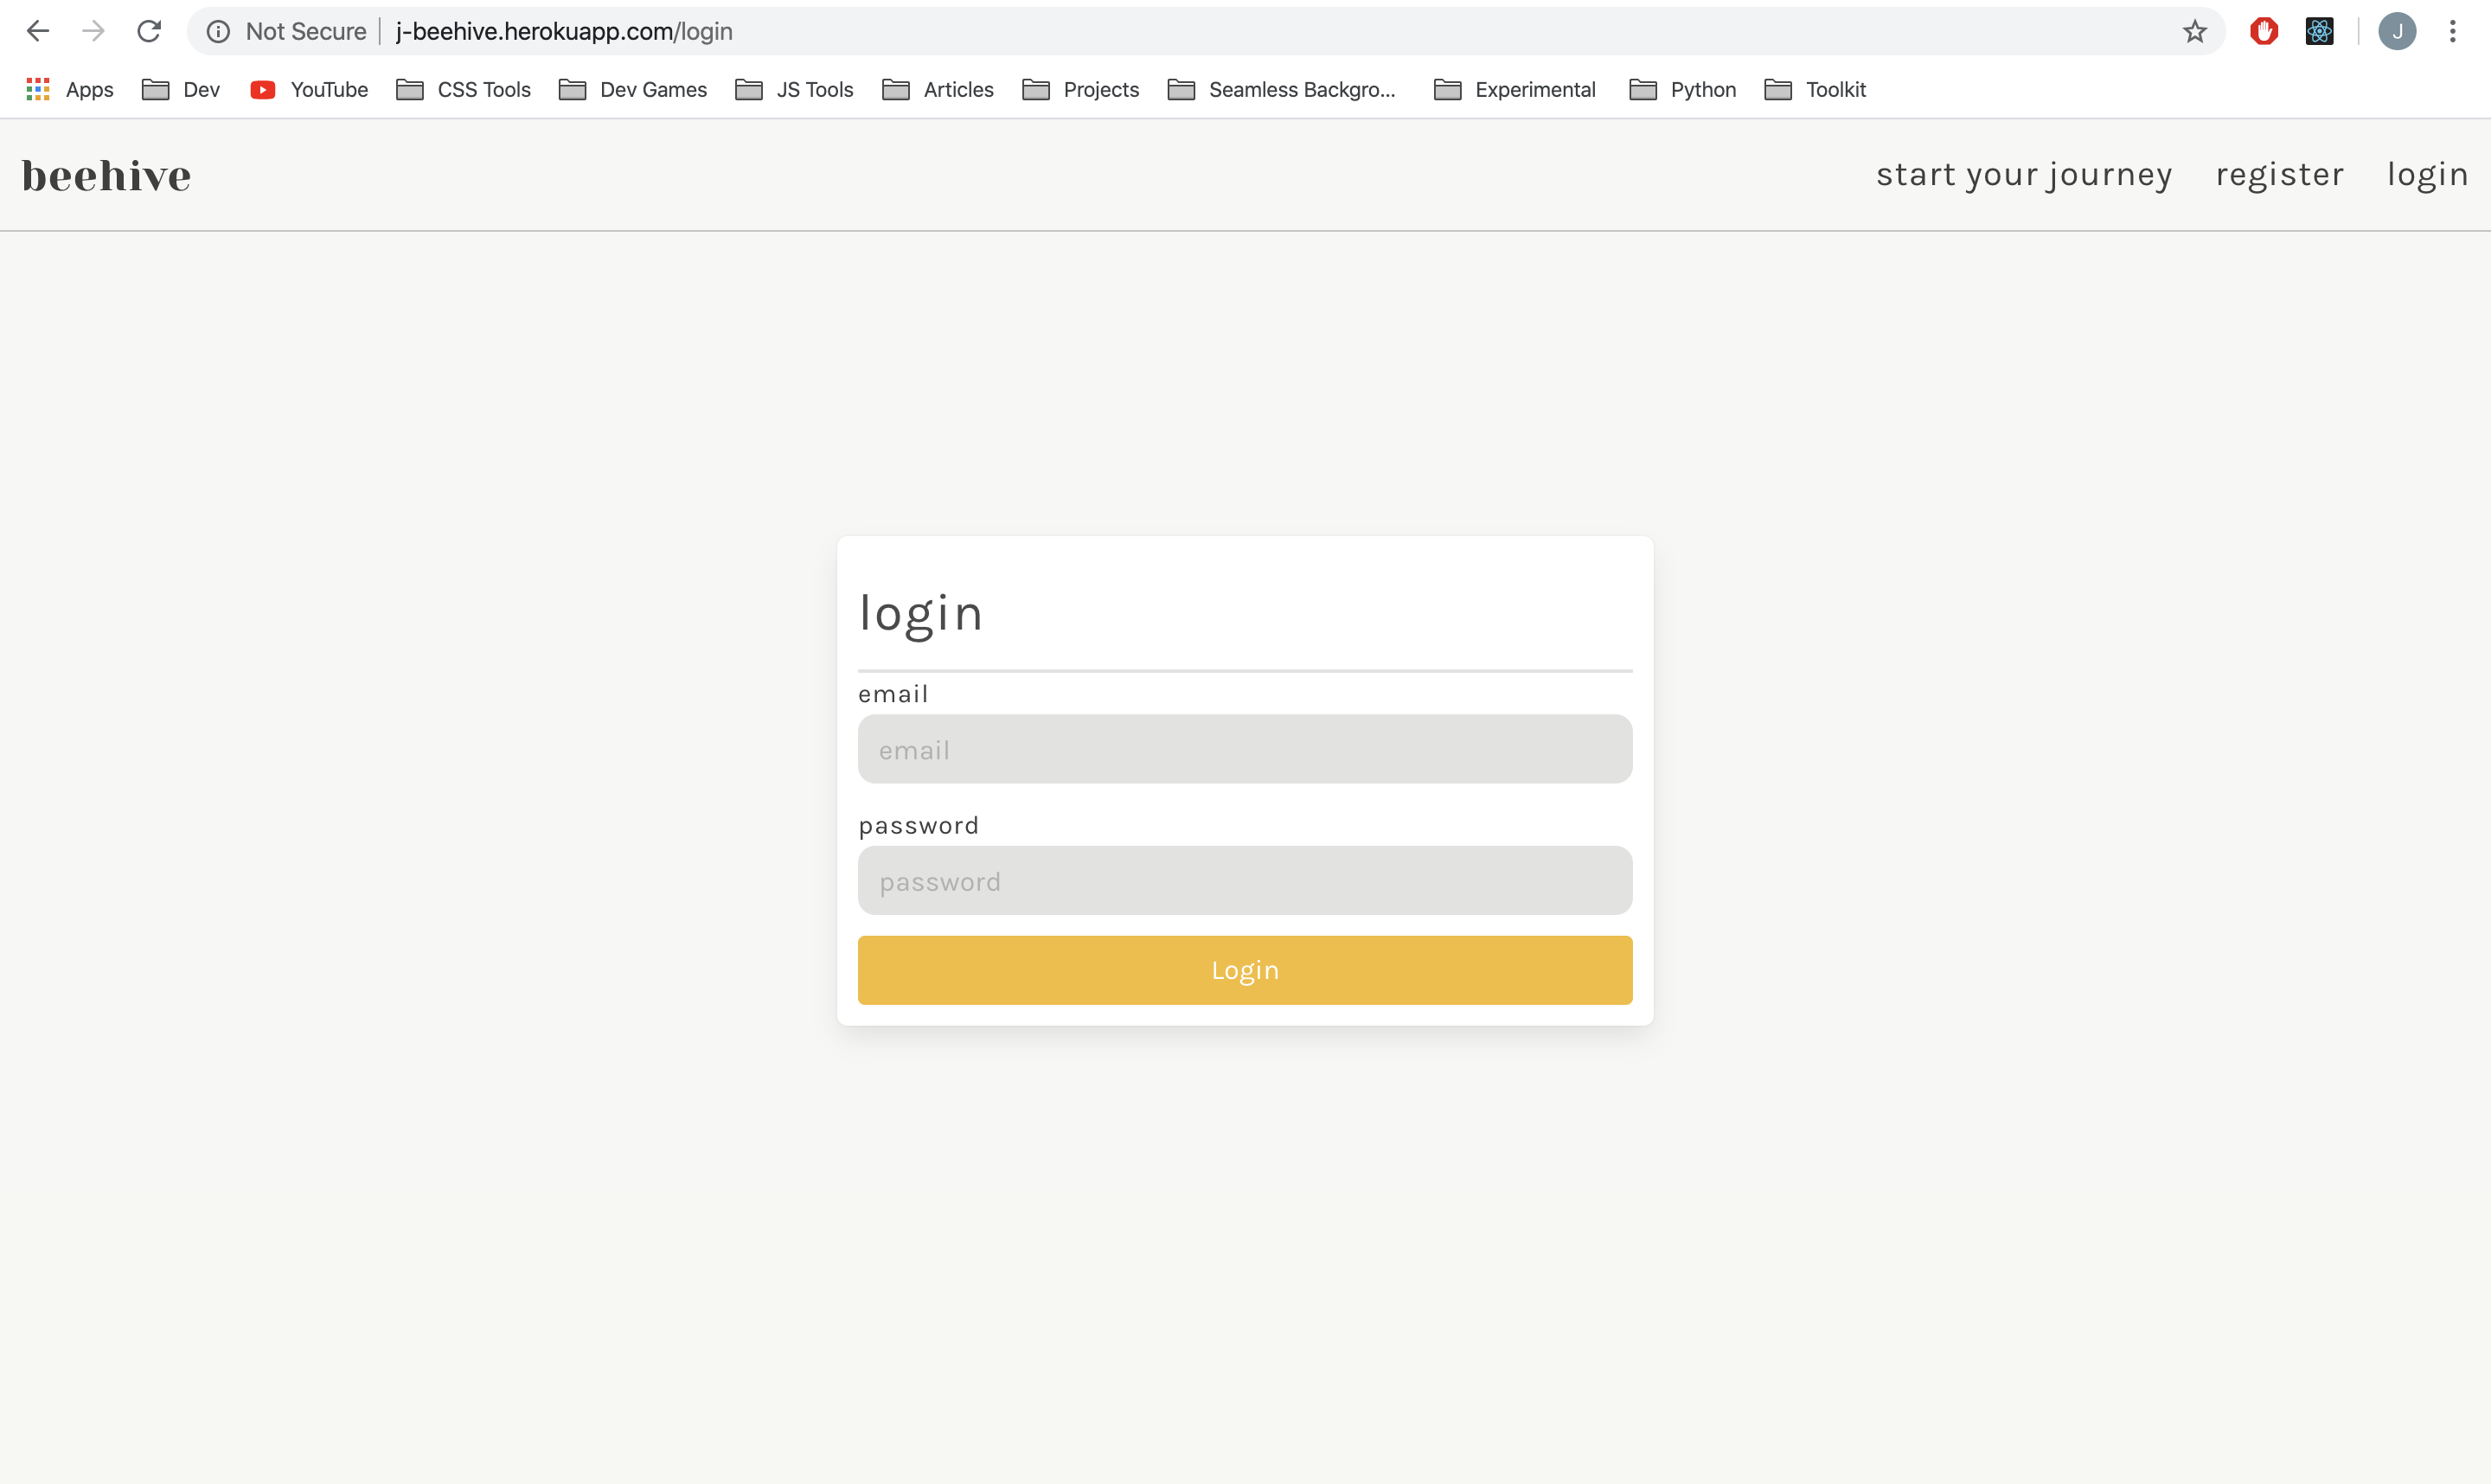 Not Secure j-beehive.herokuapp.com/login J
Apps Dev YouTube CSS Tools Dev Games JS Tools Articles Projects Seamless Backgro... Experimental Python Toolkit
beehive start your journey register login
login
email
email
password
password
Login